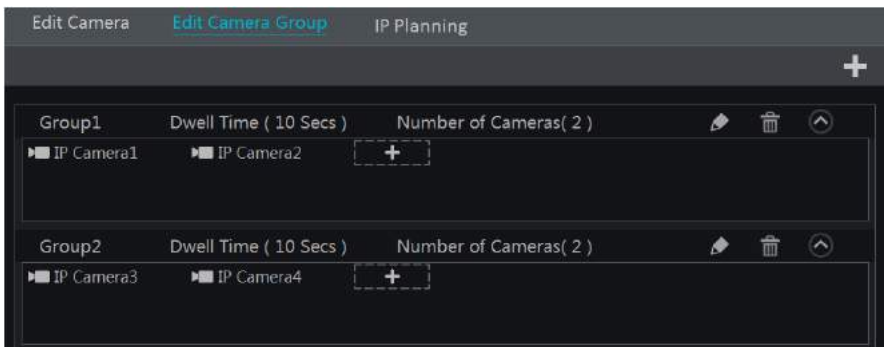 Edit Camera Edit Camera Group IP Planning
Group1 Dwell Time ( 10 Secs ) Number of Cameras( 2 )
IP Camera1 IP Camera2
Group2 Dwell Time ( 10 Secs ) Number of Cameras( 2 )
IP Camera3 IP Camera4